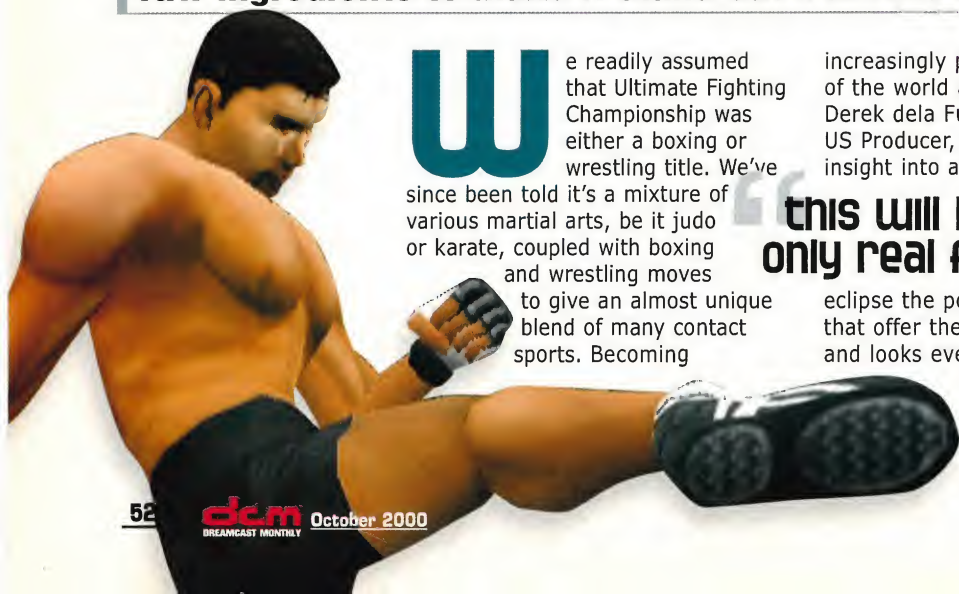 We readily assumed
that Ultimate Fighting
Championship was
either a boxing or
wrestling title. We've
since been told it's a mixture of
various martial arts, be it judo
or karate, coupled with boxing
and wrestling moves
to give an almost unique
blend of many contact
sports. Becoming
increasingly
of the world
Derek dela
US Producer,
insight into
“this will
only real
eclipse the
that offer the
and looks
52
dcm
DREAMCAST MONTHLY
October 2000